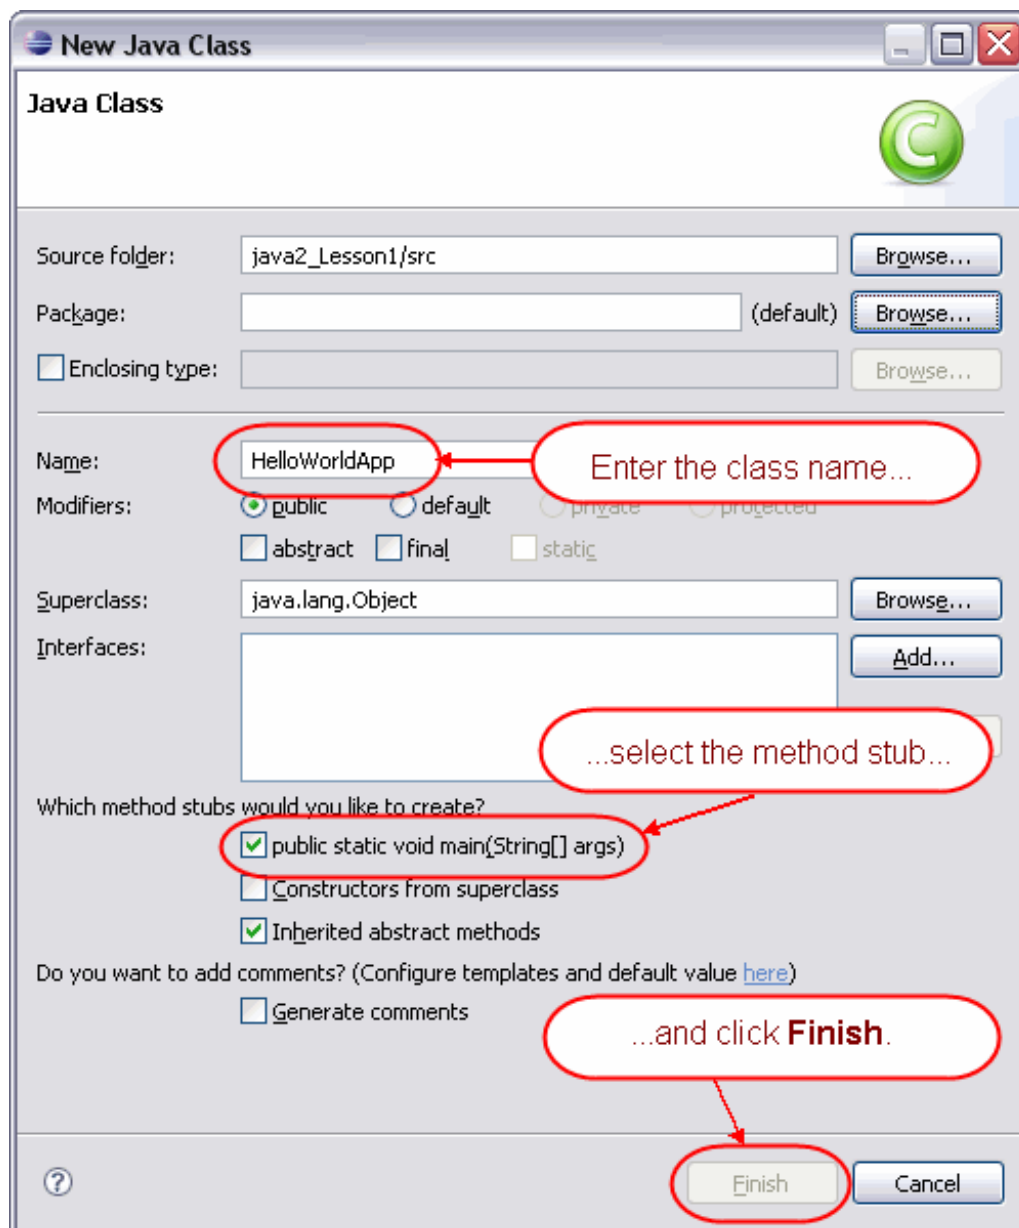 New Java Class
Java Class
C
Source folder: java2_Lesson1/src Browse...
Package: (default) Browse...
Enclosing type: Browse...
Name: HelloWorldApp Enter the class name...
Modifiers: public default private protected
abstract final static
Superclass: java.lang.Object Browse...
Interfaces: Add...
...select the method stub...
Which method stubs would you like to create?
public static void main(String[] args)
Constructors from superclass
Inherited abstract methods
Do you want to add comments? (Configure templates and default value here)
Generate comments
...and click Finish.
? Finish Cancel